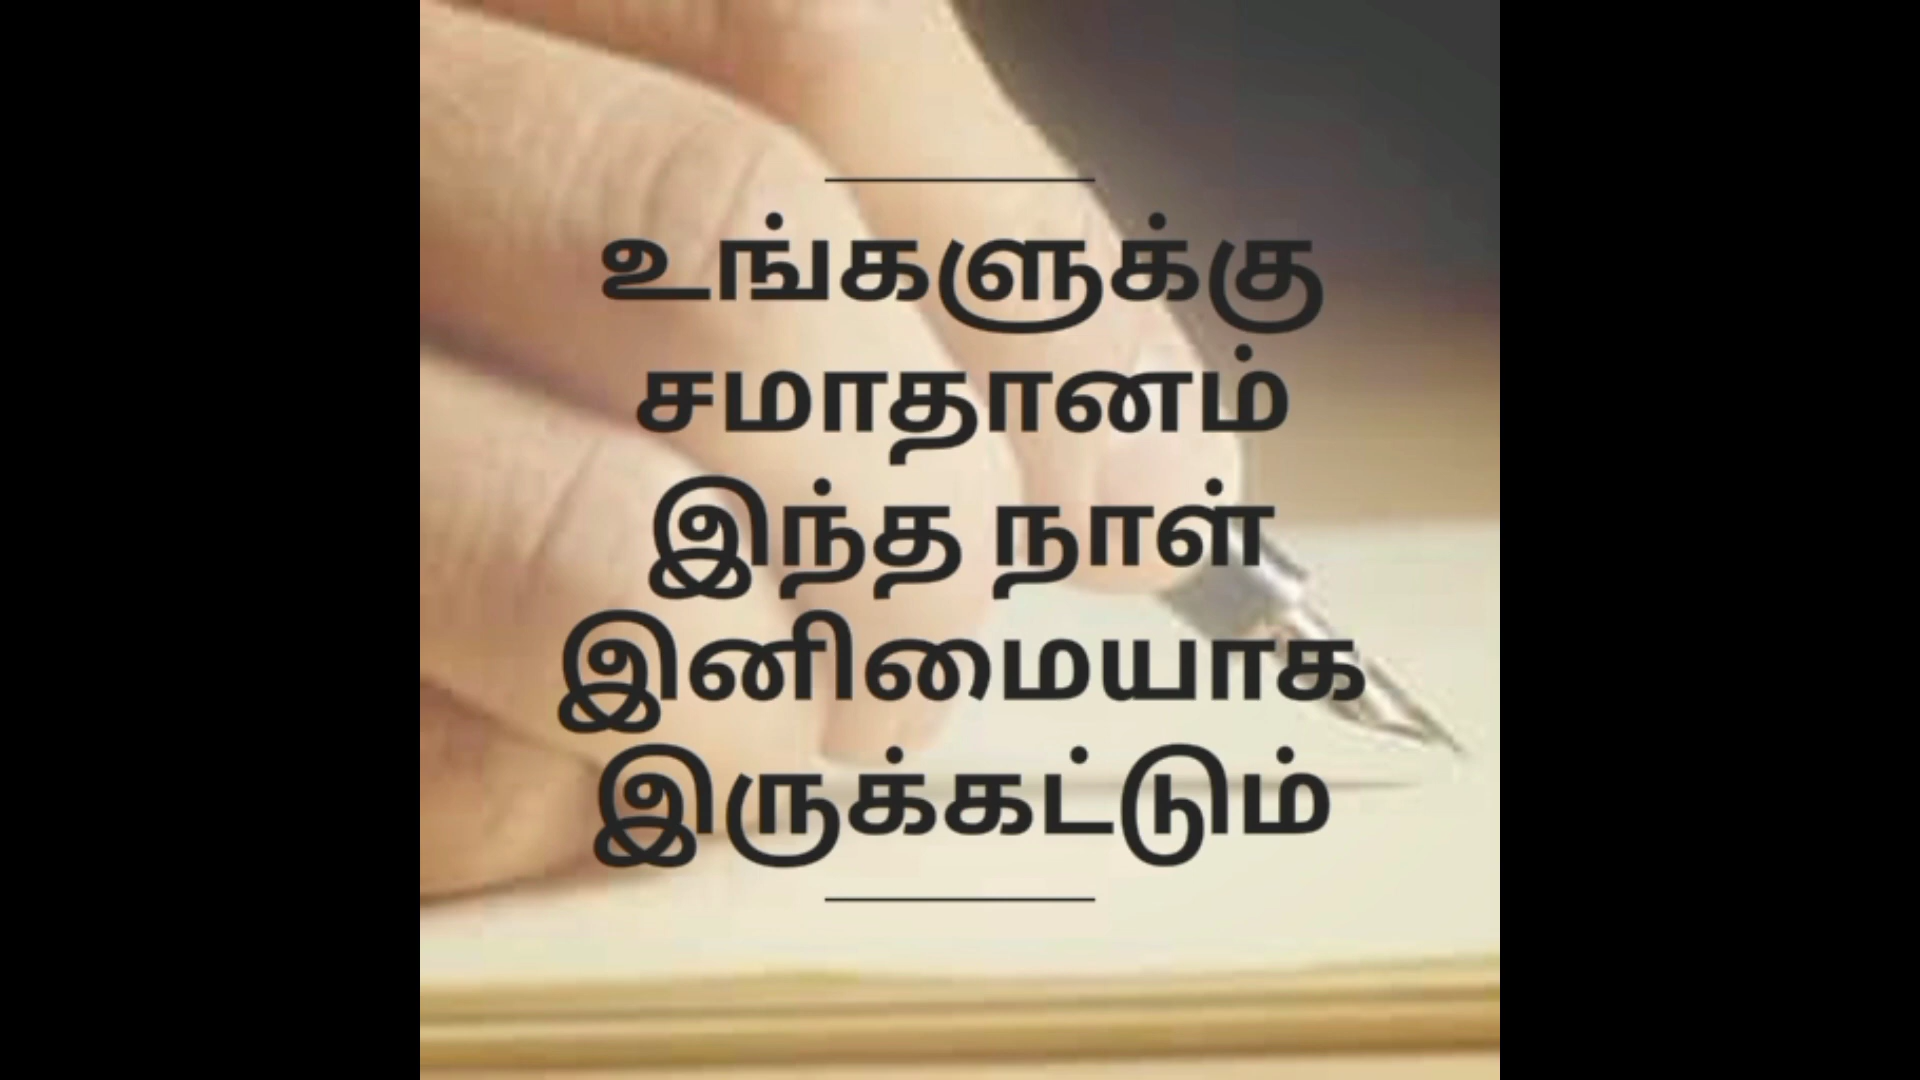 உங்களுக்கு
சமாதானம்
இந்த நாள்
இனிமையாக
இருக்கட்டும்